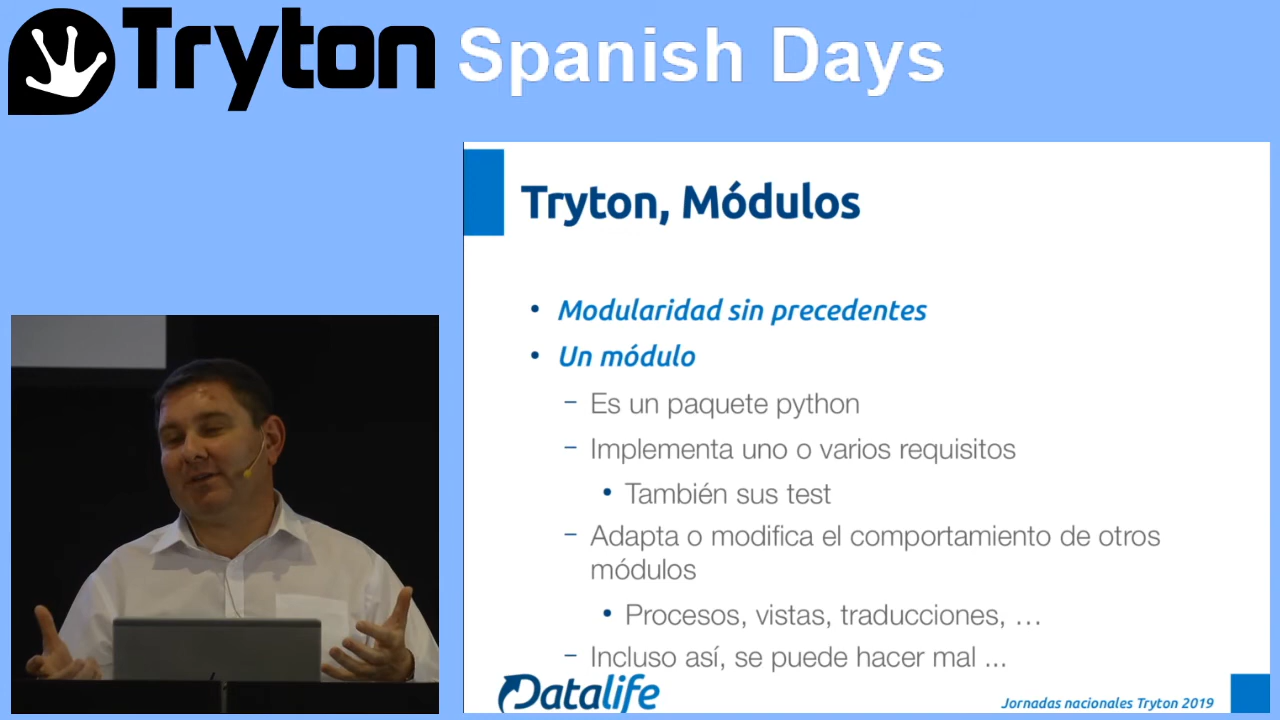 Tryton Spanish Days
Tryton, Módulos
• Modularidad sin precedentes
• Un módulo
– Es un paquete python
– Implementa uno o varios requisitos
• También sus test
– Adapta o modifica el comportamiento de otros
módulos
• Procesos, vistas, traducciones, …
– Incluso así, se puede hacer mal ...
Datalife
Jornadas nacionales Tryton 2019